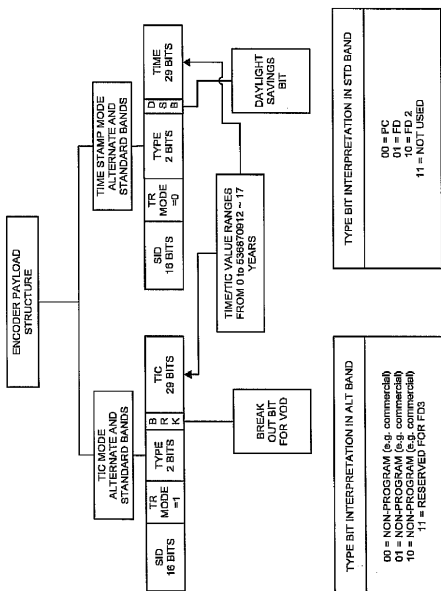 ENCODER PAYLOAD
STRUCTURE
TIC MODE
ALTERNATE AND
STANDARD BANDS
TIME STAMP MODE
ALTERNATE AND
STANDARD BANDS
SID
16 BITS
TR
MODE
=1
TYPE
2 BITS
B
R
K
TIC
29 BITS
SID
16 BITS
TR
MODE
=0
TYPE
2 BITS
D
S
B
TIME
29 BITS
BREAK
OUT BIT
FOR VOD
TIME/TIC VALUE RANGES
FROM 0 to 536870912 ~ 17
YEARS
DAYLIGHT
SAVINGS
BIT
TYPE BIT INTERPRETATION IN ALT BAND
00 = NON-PROGRAM (e.g. commercial)
01 = NON-PROGRAM (e.g. commercial)
10 = NON-PROGRAM (e.g. commercial)
11 = RESERVED FOR FD3
TYPE BIT INTERPRETATION IN STD BAND
00 = PC
01 = FD
10 = FD 2
11 = NOT USED